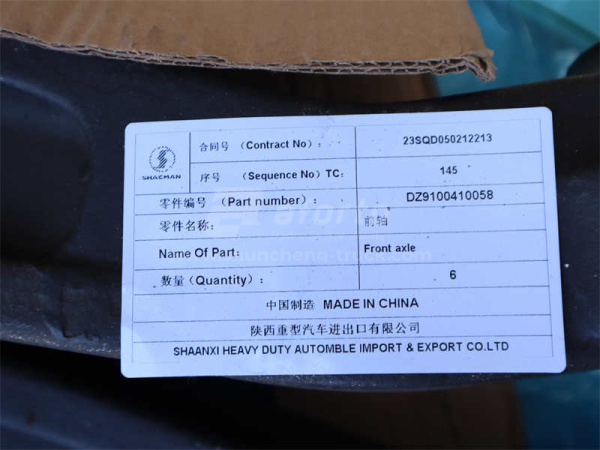 合同号 (Contract No): 23SQD050212213
SHACMAN
序号 (Sequence No) TC: 145
零件编号 (Part number): DZ9100410058
零件名称: 前轴
Name Of Part: Front axle
数量 (Quantity): 6
中国制造 MADE IN CHINA
陕西重型汽车进出口有限公司
SHAANXI HEAVY DUTY AUTOMBLE IMPORT & EXPORT CO.LTD